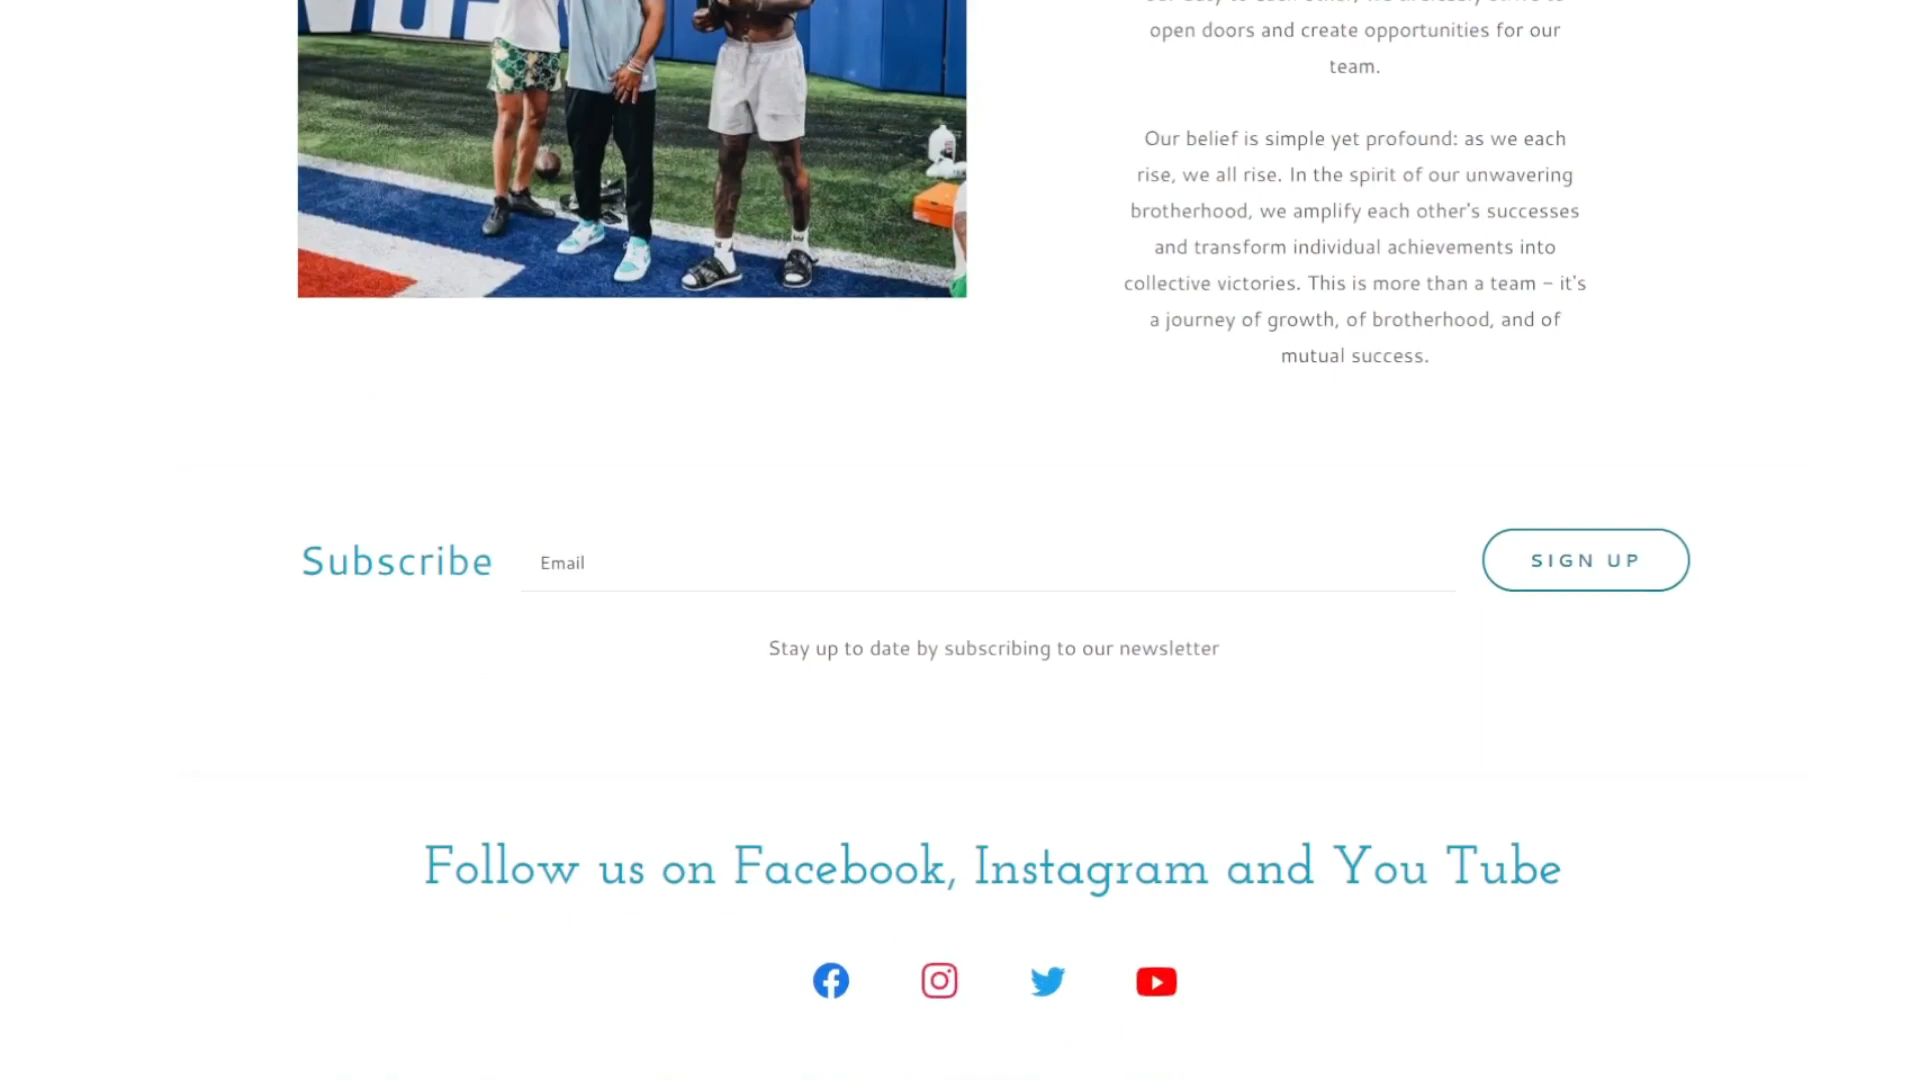 open doors and create opportunities for our
team.
Our belief is simple yet profound: as we each
rise, we all rise. In the spirit of our unwavering
brotherhood, we amplify each other's successes
and transform individual achievements into
collective victories. This is more than a team – it's
a journey of growth, of brotherhood, and of
mutual success.
Subscribe
Email
SIGN UP
Stay up to date by subscribing to our newsletter
Follow us on Facebook, Instagram and You Tube